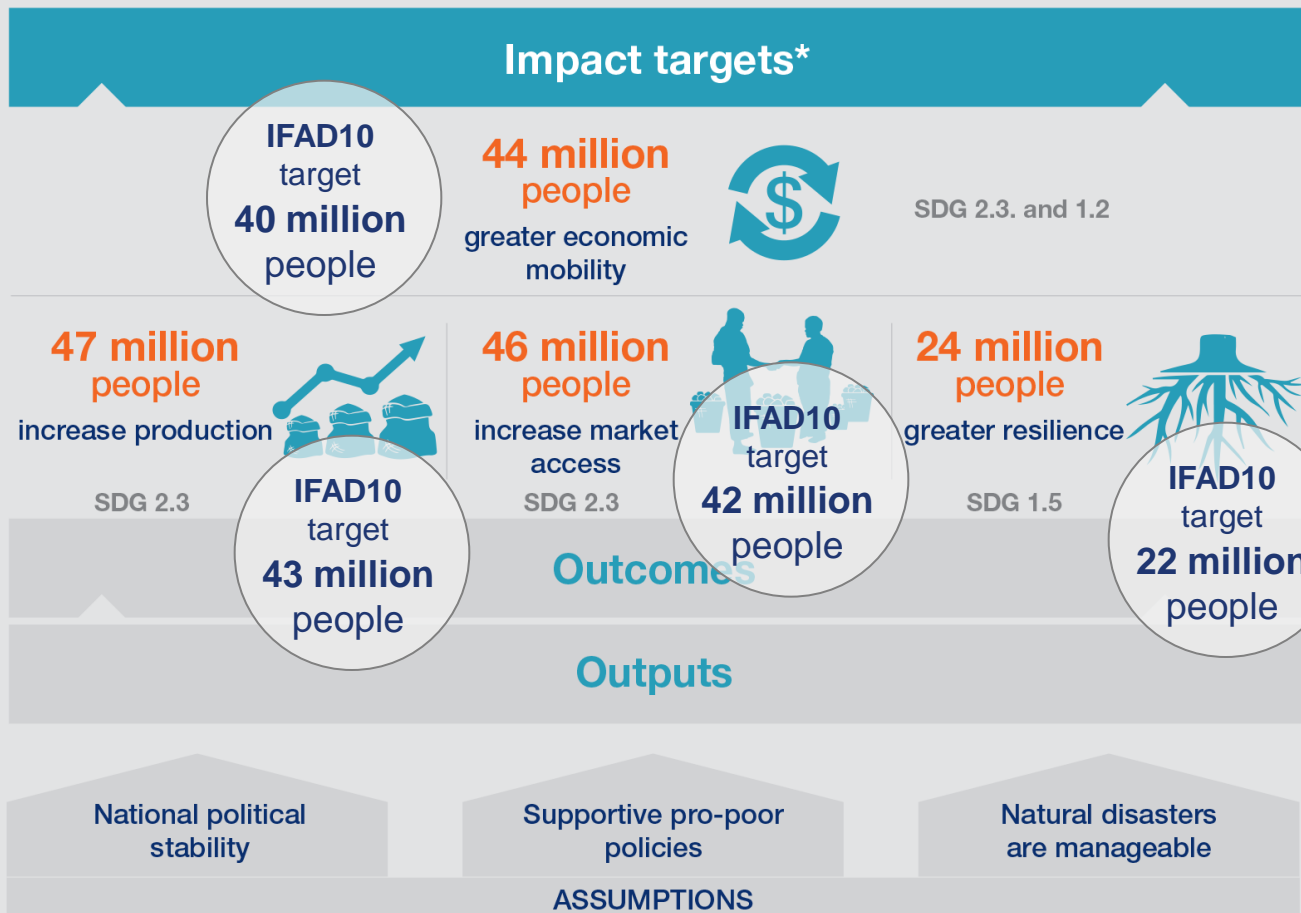 Impact targets*
IFAD10
target
40 million
people
44 million
people
greater economic
mobility
$
SDG 2.3. and 1.2
47 million
people
increase production
SDG 2.3
IFAD10
target
43 million
people
46 million
people
increase market
access
SDG 2.3
IFAD10
target
42 million
people
24 million
people
greater resilience
SDG 1.5
IFAD10
target
22 million
people
Outcomes
Outputs
National political
stability
Supportive pro-poor
policies
Natural disasters
are manageable
ASSUMPTIONS